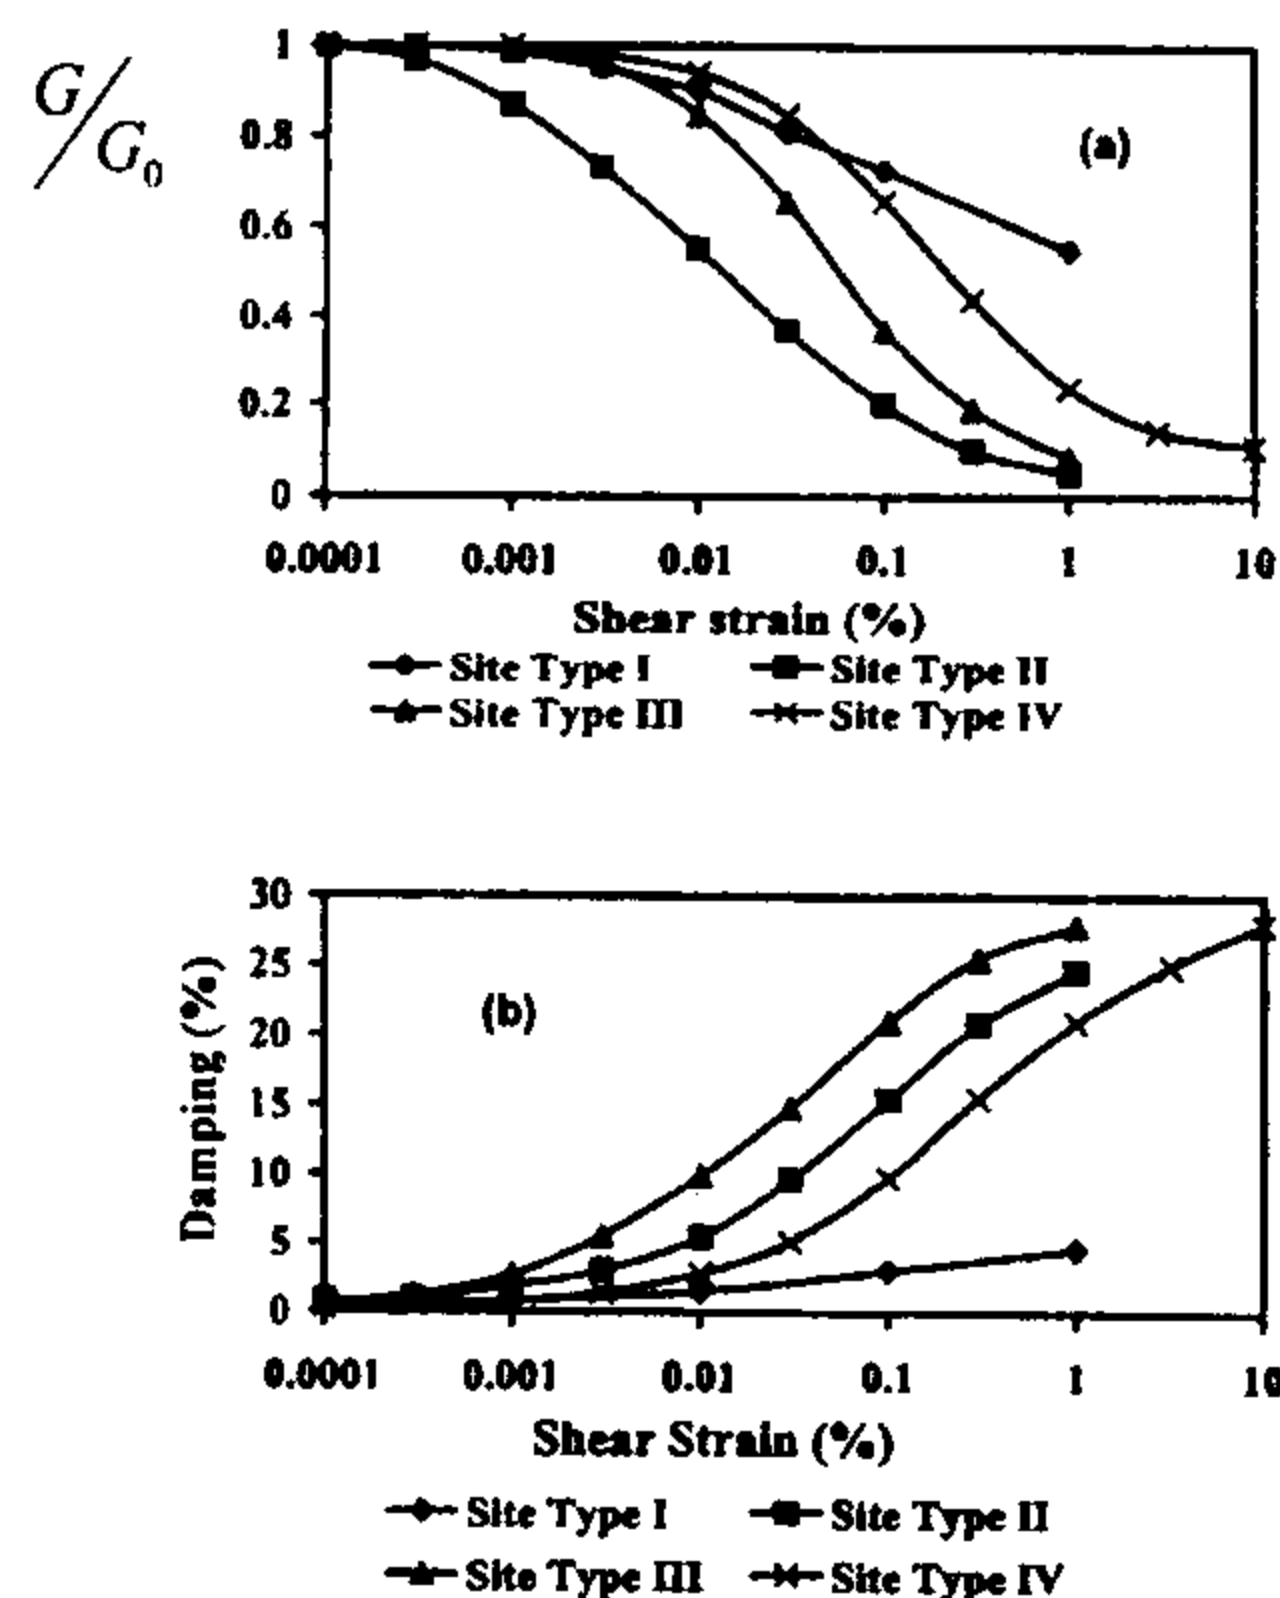 G/G₀
1
0.8
0.6
0.4
0.2
0
(a)
0.0001 0.001 0.01 0.1 1 10
Shear strain (%)
Site Type I Site Type II
Site Type III Site Type IV
30
25
20
15
10
5
0
Damping (%)
(b)
0.0001 0.001 0.01 0.1 1 10
Shear Strain (%)
Site Type I Site Type II
Site Type III Site Type IV